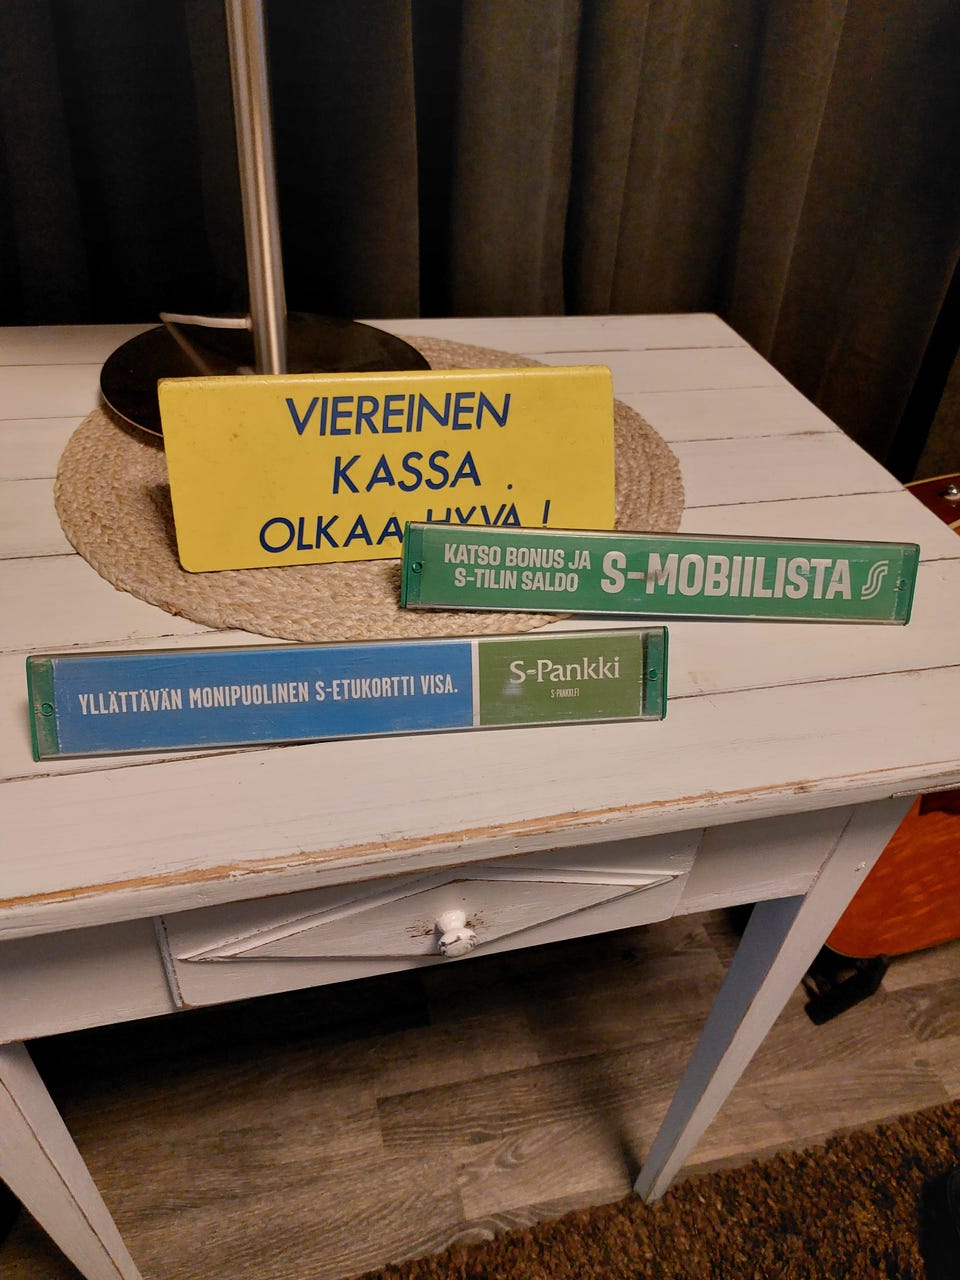 VIEREINEN
KASSA
OLKAA HYVÄ !
KATSO BONUS JA
S-TILIN SALDO
S-MOBIILISTA
YLLÄTTÄVÄN MONIPUOLINEN S-ETUKORTTI VISA.
S-Pankki
S-PANKKI.FI